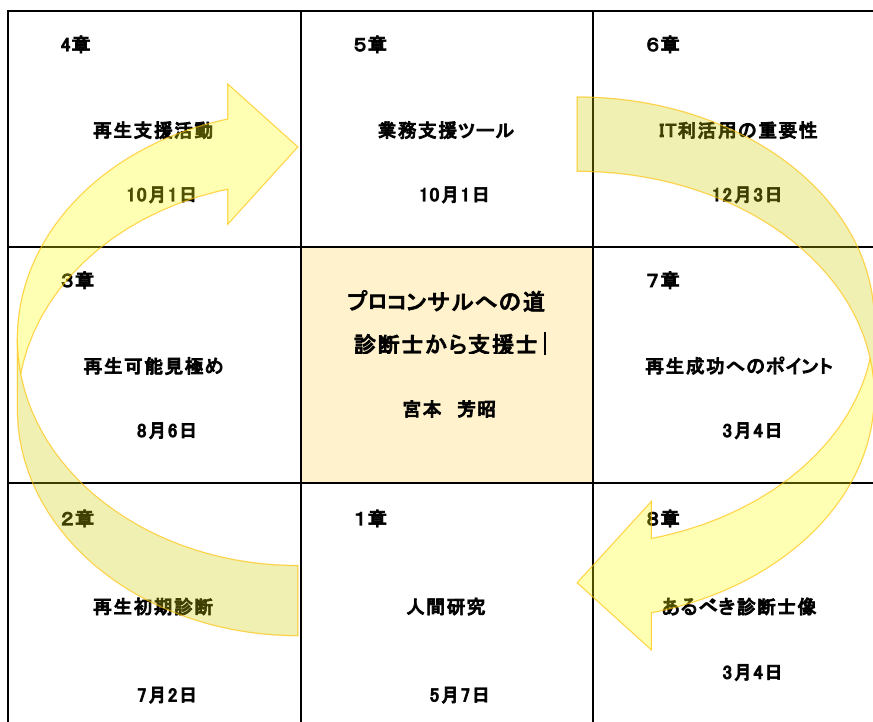 4章
再生支援活動
10月1日
5章
業務支援ツール
10月1日
6章
IT利活用の重要性
12月3日
3章
再生可能見極め
8月6日
プロコンサルへの道
診断士から支援士
宮本　芳昭
7章
再生成功へのポイント
3月4日
2章
再生初期診断
7月2日
1章
人間研究
5月7日
8章
あるべき診断士像
3月4日